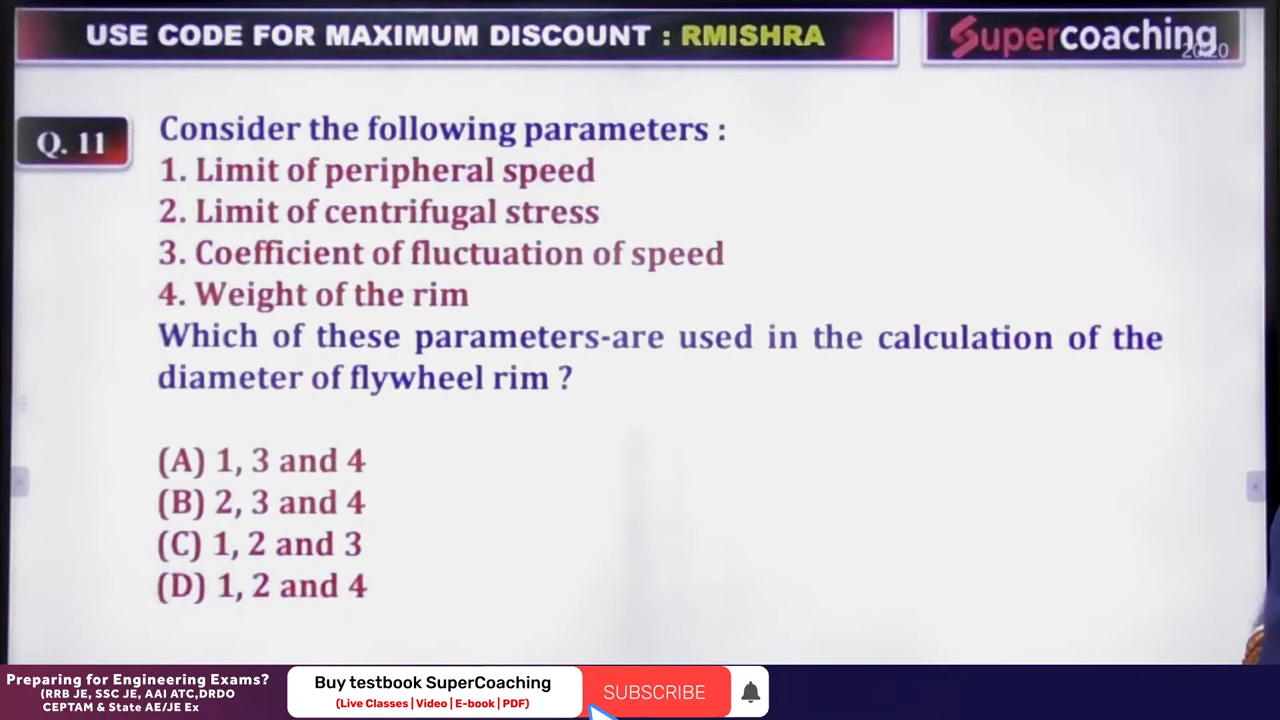 USE CODE FOR MAXIMUM DISCOUNT : RMISHRA
Supercoaching
20:20
Q. 11
Consider the following parameters :
1. Limit of peripheral speed
2. Limit of centrifugal stress
3. Coefficient of fluctuation of speed
4. Weight of the rim
Which of these parameters-are used in the calculation of the
diameter of flywheel rim ?
(A) 1, 3 and 4
(B) 2, 3 and 4
(C) 1, 2 and 3
(D) 1, 2 and 4
Preparing for Engineering Exams?
(RRB JE, SSC JE, AAI ATC,DRDO
CEPTAM & State AE/JE Ex
Buy testbook SuperCoaching
(Live Classes | Video | E-book | PDF)
SUBSCRIBE